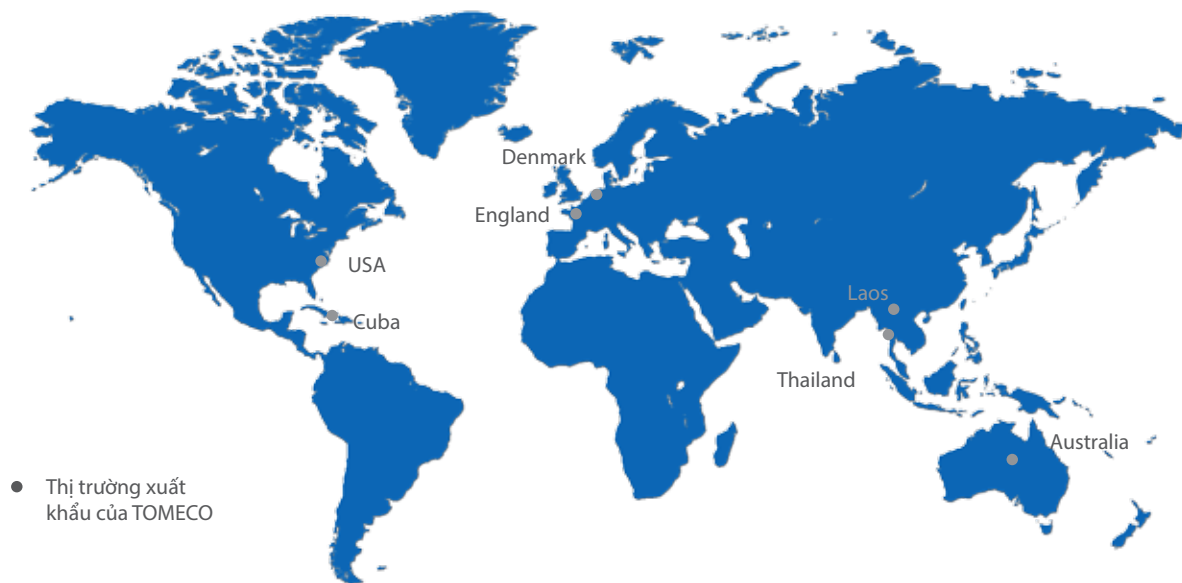 Denmark
England
USA
Laos
Cuba
Thailand
Australia
Thị trường xuất
khẩu của TOMECO